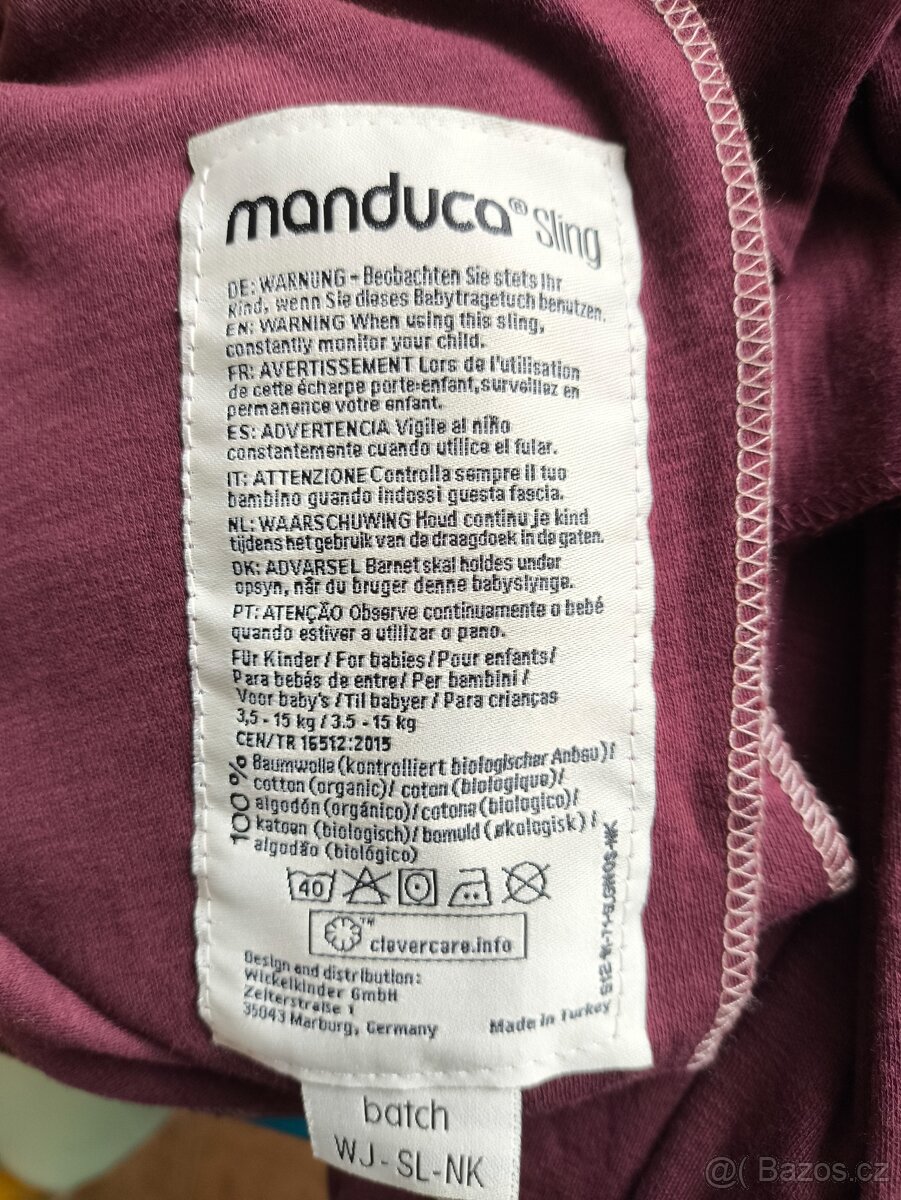 manduca® Sling
DE: WARNUNG - Beobachten Sie stets Ihr
Kind, wenn Sie dieses Babytragetuch benutzen.
EN: WARNING When using this sling,
constantly monitor your child.
FR: AVERTISSEMENT Lors de l'utilisation
de cette écharpe porte-enfant, surveillez en
permanence votre enfant.
ES: ADVERTENCIA Vigile al niño
constantemente cuando utilice el fular.
IT: ATTENZIONE Controlla sempre il tuo
bambino quando indossi questa fascia.
NL: WAARSCHUWING Houd continu je kind
tijdens het gebruik van de draagdoek in de gaten.
DK: ADVARSEL Barnet skal holdes under
opsyn, når du bruger denne babyslynge.
PT: ATENÇÃO Observe continuamente o bebé
quando estiver a utilizar o pano.
Für Kinder / For babies / Pour enfants /
Para bebés de entre / Per bambini /
Voor baby's / Til babyer / Para crianças
3,5 - 15 kg / 3.5 - 15 kg
CEN/TR 16512:2015
100 %
Baumwolle (kontrolliert biologischer Anbau) /
cotton (organic) / coton (biologique) /
algodón (orgánico) / cotone (biologico) /
katoen (biologisch) / bomuld (økologisk) /
algodão (biológico)
40
™ clevercare.info
Design and distribution:
Wickelkinder GmbH
Zeiterstraße 1
35043 Marburg, Germany
Made in Turkey
batch
WJ - SL - NK
@( Bazos.cz